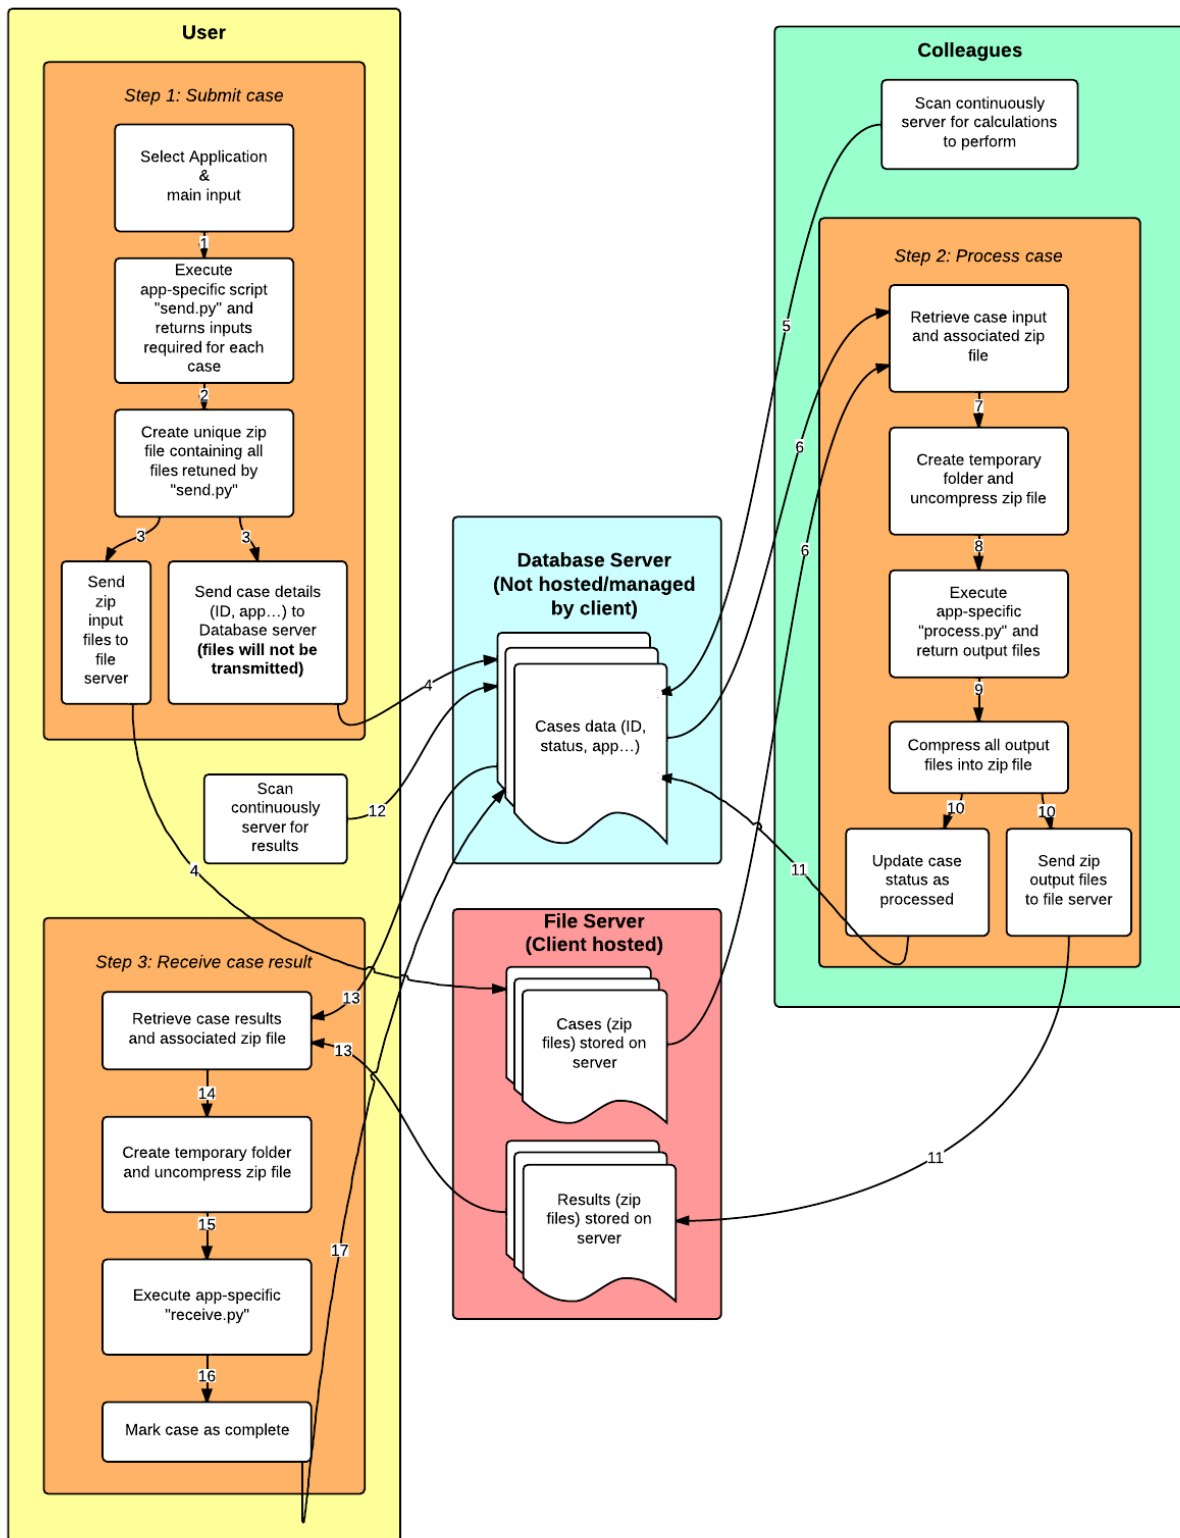 User
Step 1: Submit case
Select Application
&
main input
1
Execute
app-specific script
"send.py" and
returns inputs
required for each
case
2
Create unique zip
file containing all
files retuned by
"send.py"
3
3
Send
zip
input
files to
file
server
Send case details
(ID, app...) to
Database server
(files will not be
transmitted)
4
4
Scan
continuously
server for
results
12
Step 3: Receive case result
Retrieve case results
and associated zip file
13
13
14
Create temporary folder
and uncompress zip file
15
Execute app-specific
"receive.py"
16
Mark case as complete
17
Database Server
(Not hosted/managed
by client)
Cases data (ID,
status, app...)
File Server
(Client hosted)
Cases (zip
files) stored on
server
Results (zip
files) stored on
server
Colleagues
Scan continuously
server for calculations
to perform
5
Step 2: Process case
Retrieve case input
and associated zip
file
6
6
7
Create temporary
folder and
uncompress zip file
8
Execute
app-specific
"process.py" and
return output files
9
Compress all output
files into zip file
10
10
Update case
status as
processed
Send zip
output files
to file server
11
11